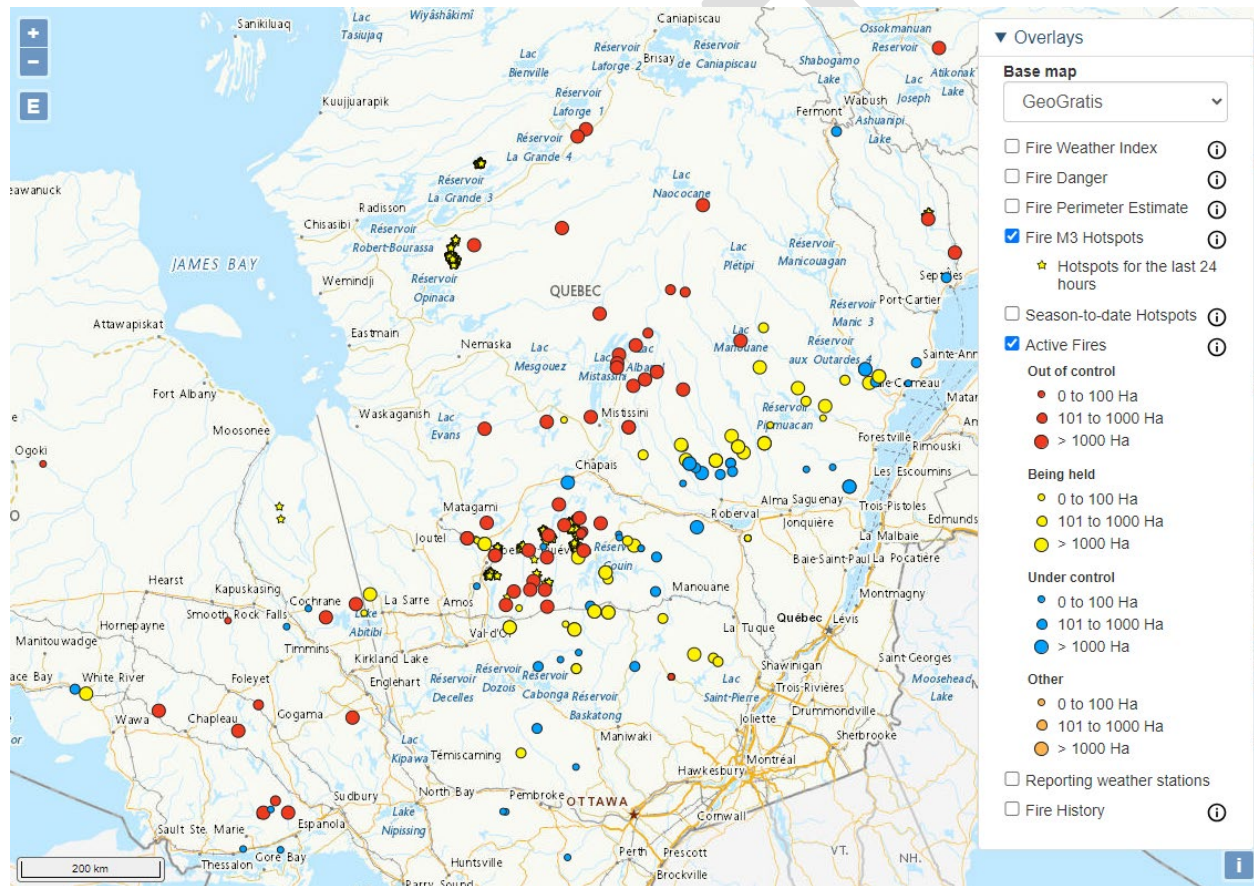 +
−
E
Sanikiluaq
Lac
Tasiujaq
Wiyâshâkimî
Lac
Bienville
Réservoir
Laforge 2
Caniapiscau
Brisay
Réservoir
de Caniapiscau
Ossokmanuan
Reservoir
Shabogamo
Lake
Lac
Joseph
Atikonak
Lake
Kuujjuarapik
Réservoir
Laforge 1
Fermont
Wabush
Ashuanipi
Lake
Réservoir
La Grande 4
Réservoir
La Grande 3
Lac
Naococane
Radisson
Chisasibi
Réservoir
Robert-Bourassa
JAMES BAY
Wemindji
Réservoir
Opinaca
Lac
Plétipi
Réservoir
Manicouagan
QUEBEC
Port-Cartier
Réservoir
Manic 3
Attawapiskat
Eastmain
Nemaska
Lac
Mesgouez
Lac
Mistassini
Lac
Réservoir
aux Outardes 4
Fort Albany
Waskaganish
Lac
Evans
Mistissini
Réservoir
Moosonee
Forestville
Rimouski
Ogoki
Chapais
Les Escoumins
Matagami
Alma
Saguenay
Trois-Pistoles
Roberval
Jonquière
Joutel
La Malbaie
Baie-Saint-Paul
La Pocatière
Gouin
Hearst
Kapuskasing
Cochrane
La Sarre
Amos
Manouane
Montmagny
Smooth Rock Falls
Hornepayne
Lake
Abitibi
Manitouwadge
Timmins
La Tuque
Québec
Lévis
Kirkland Lake
White River
Foleyet
Englehart
Réservoir
Decelles
Réservoir
Dozois
Réservoir
Cabonga
Réservoir
Baskatong
Lac
Saint-Pierre
Shawinigan
Trois-Rivières
Saint-Georges
Moosehead
Lake
Wawa
Chapleau
Gogama
Drummondville
Joliette
Sherbrooke
Lac
Kipawa
Témiscaming
Maniwaki
Montréal
Hawkesbury
Sudbury
North Bay
Pembroke
OTTAWA
Cornwall
Espanola
Lake
Nipissing
Sault Ste. Marie
Thessalon
Gore Bay
Huntsville
Perth
Prescott
Brockville
Parry Sound
VT.
NH.
200 km
▼ Overlays
Base map
GeoGratis
Fire Weather Index
Fire Danger
Fire Perimeter Estimate
Fire M3 Hotspots
Hotspots for the last 24
hours
Season-to-date Hotspots
Active Fires
Out of control
0 to 100 Ha
101 to 1000 Ha
> 1000 Ha
Being held
0 to 100 Ha
101 to 1000 Ha
> 1000 Ha
Under control
0 to 100 Ha
101 to 1000 Ha
> 1000 Ha
Other
0 to 100 Ha
101 to 1000 Ha
> 1000 Ha
Reporting weather stations
Fire History
i